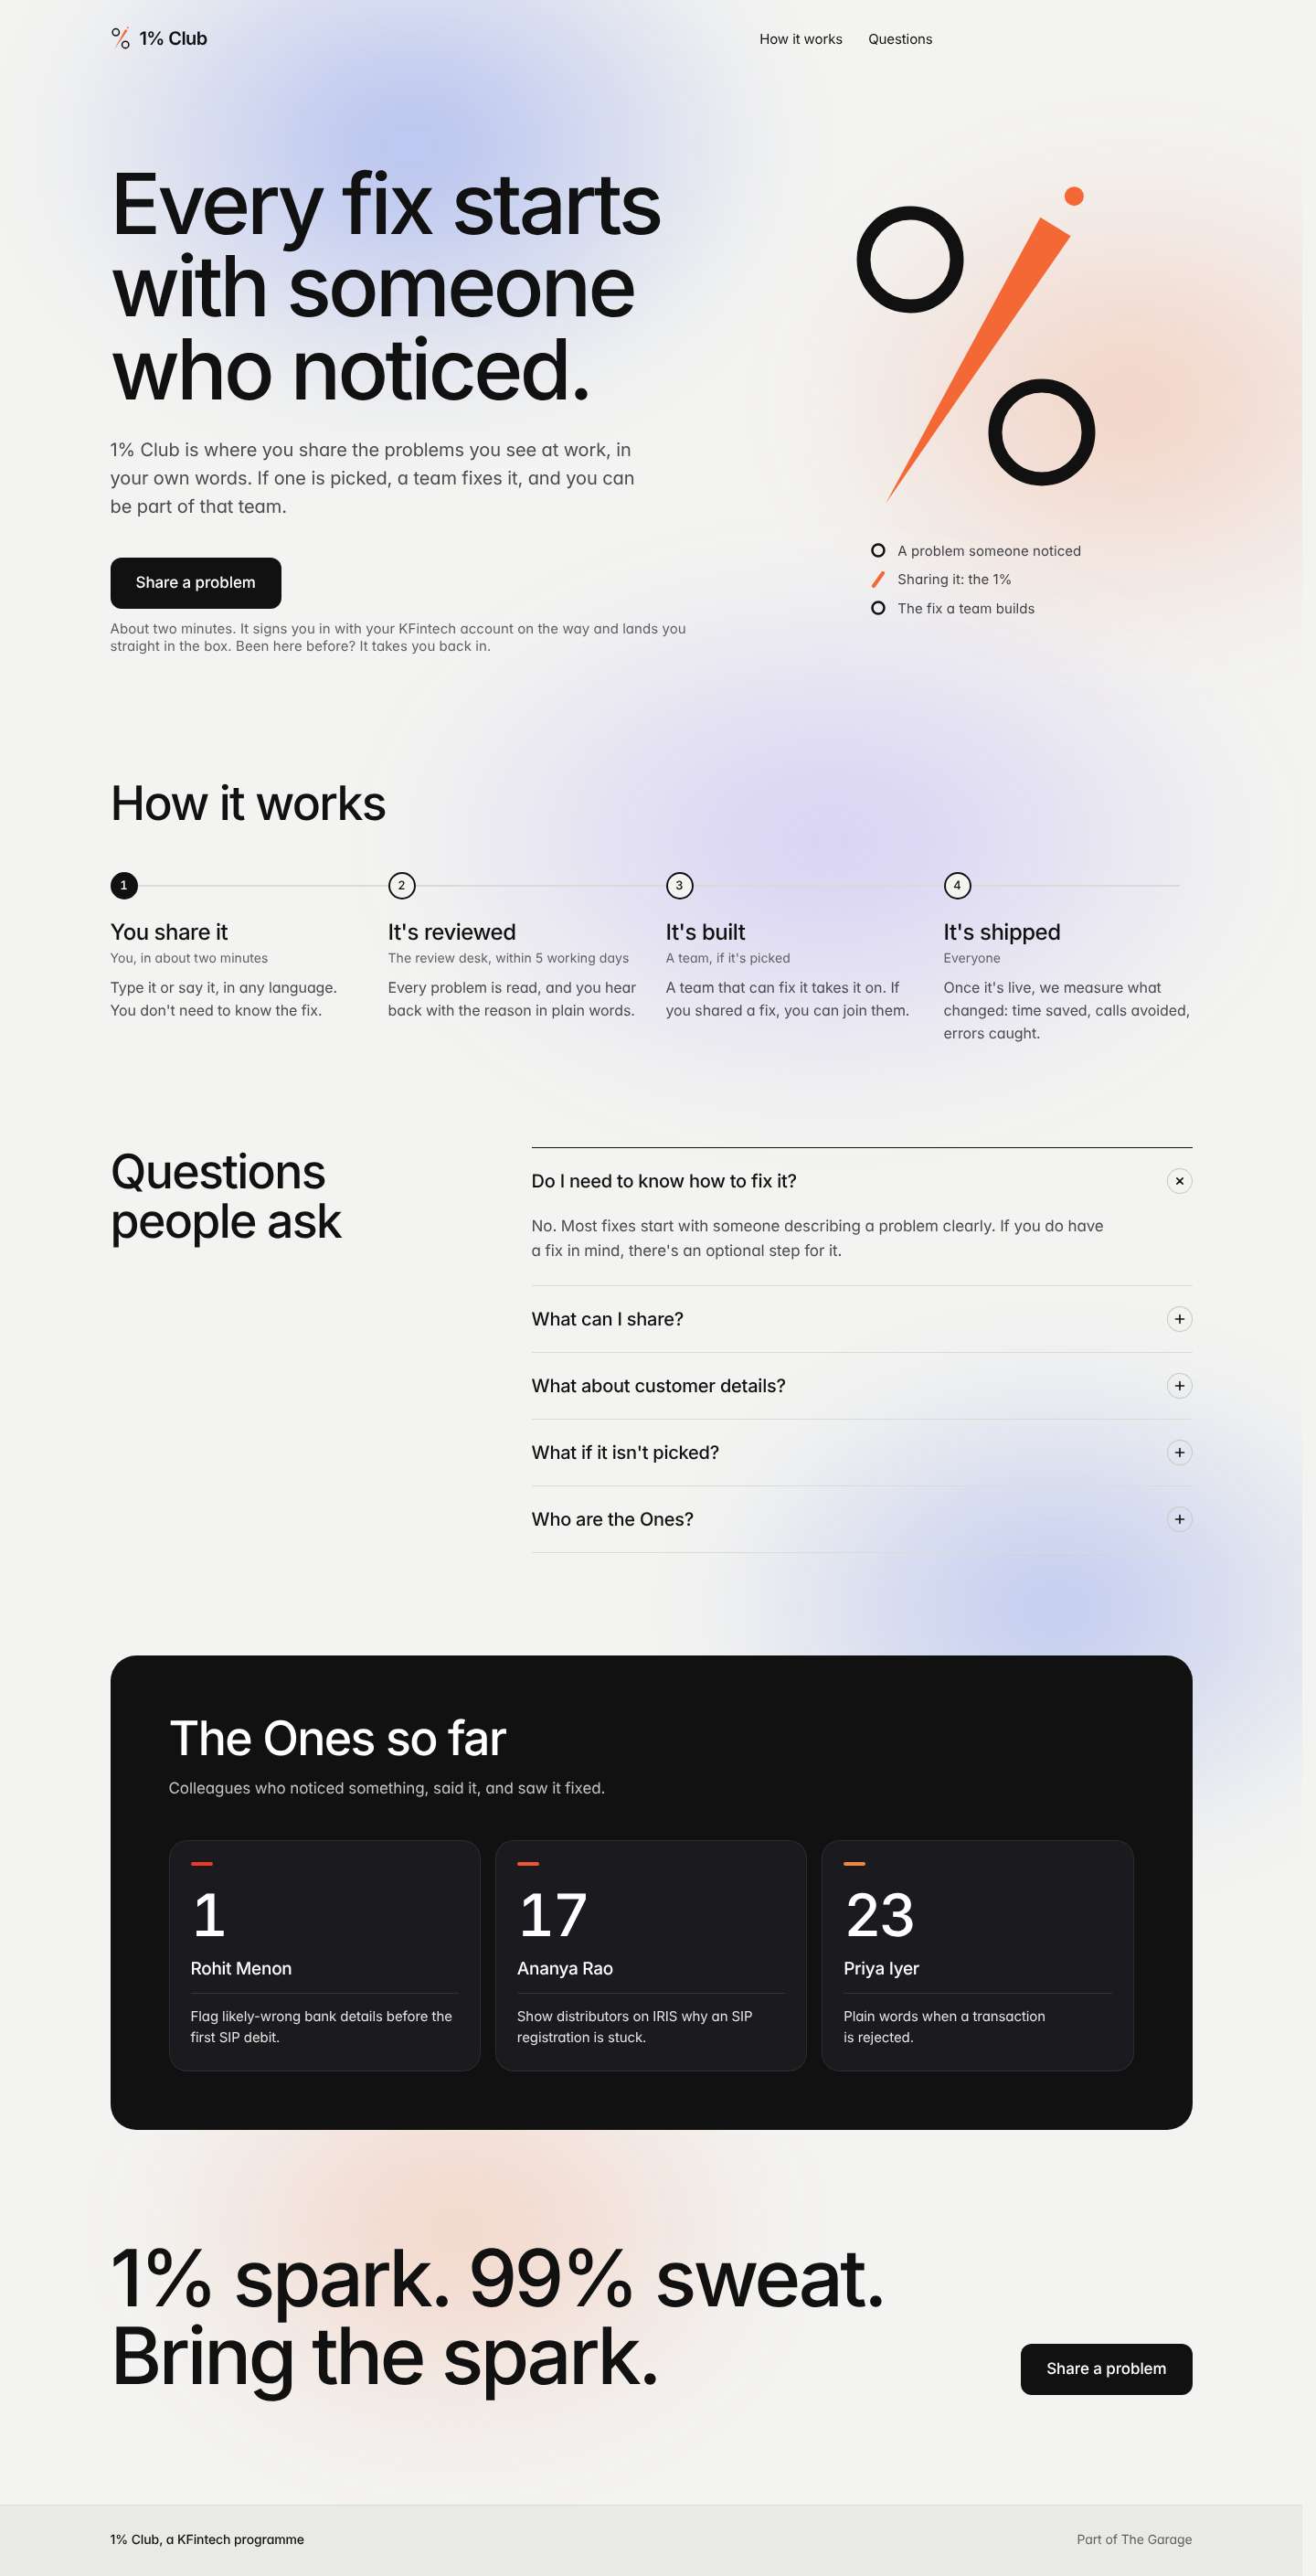 1% Club
How it works
Questions
Every fix starts
with someone
who noticed.
1% Club is where you share the problems you see at work, in
your own words. If one is picked, a team fixes it, and you can
be part of that team.
Share a problem
About two minutes. It signs you in with your KFintech account on the way and lands you
straight in the box. Been here before? It takes you back in.
A problem someone noticed
Sharing it: the 1%
The fix a team builds
How it works
1
You share it
You, in about two minutes
Type it or say it, in any language.
You don't need to know the fix.
2
It's reviewed
The review desk, within 5 working days
Every problem is read, and you hear
back with the reason in plain words.
3
It's built
A team, if it's picked
A team that can fix it takes it on. If
you shared a fix, you can join them.
4
It's shipped
Everyone
Once it's live, we measure what
changed: time saved, calls avoided,
errors caught.
Questions
people ask
Do I need to know how to fix it?
No. Most fixes start with someone describing a problem clearly. If you do have
a fix in mind, there's an optional step for it.
What can I share?
What about customer details?
What if it isn't picked?
Who are the Ones?
The Ones so far
Colleagues who noticed something, said it, and saw it fixed.
1
Rohit Menon
Flag likely-wrong bank details before the
first SIP debit.
17
Ananya Rao
Show distributors on IRIS why an SIP
registration is stuck.
23
Priya Iyer
Plain words when a transaction
is rejected.
1% spark. 99% sweat.
Bring the spark.
Share a problem
1% Club, a KFintech programme
Part of The Garage